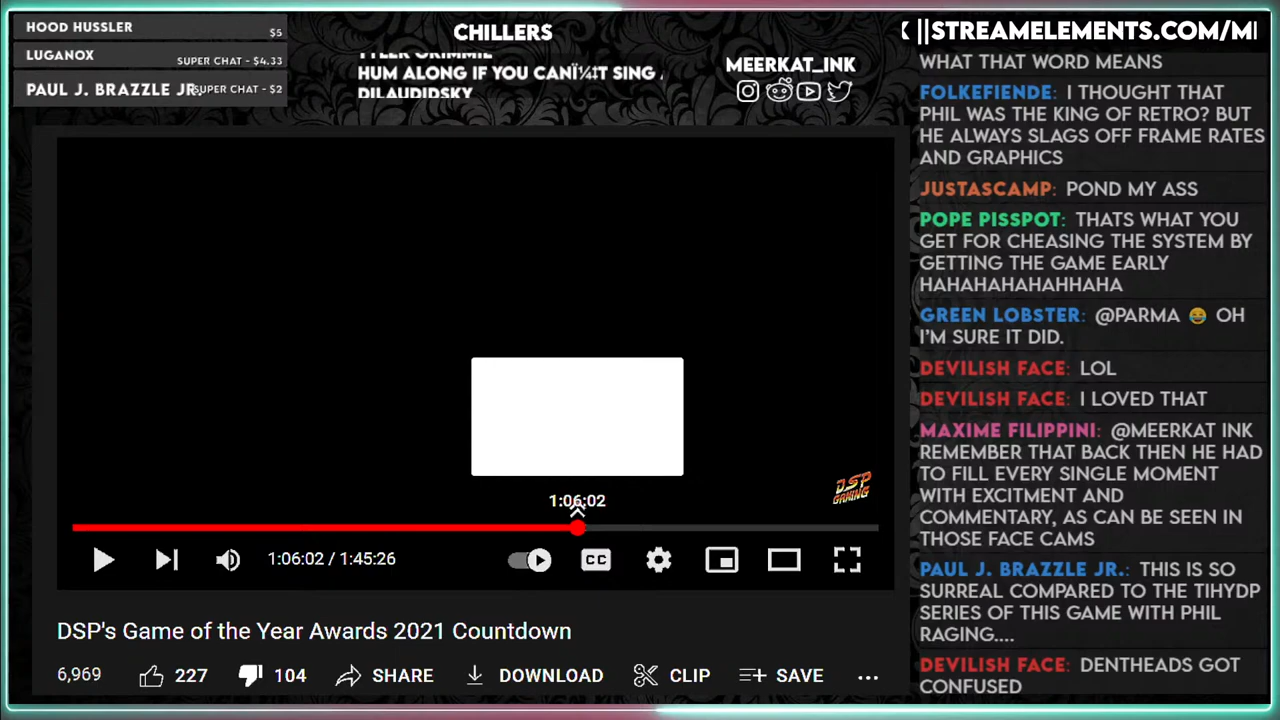 HOOD HUSSLER
$5
LUGANOX
SUPER CHAT - $4.33
PAUL J. BRAZZLE JR.
SUPER CHAT - $2
CHILLERS
TYLER GRIMMIE
HUM ALONG IF YOU CANÏ¼‡T SING /
DILAUDIDSKY
MEERKAT_INK
||STREAMELEMENTS.COM/MI
WHAT THAT WORD MEANS
FOLKEFIENDE: I THOUGHT THAT
PHIL WAS THE KING OF RETRO? BUT
HE ALWAYS SLAGS OFF FRAME RATES
AND GRAPHICS
JUSTASCAMP: POND MY ASS
POPE PISSPOT: THATS WHAT YOU
GET FOR CHEASING THE SYSTEM BY
GETTING THE GAME EARLY
HAHAHAHAHAHHAHA
GREEN LOBSTER: @PARMA 😂 OH
I'M SURE IT DID.
DEVILISH FACE: LOL
DEVILISH FACE: I LOVED THAT
MAXIME FILIPPINI: @MEERKAT INK
REMEMBER THAT BACK THEN HE HAD
TO FILL EVERY SINGLE MOMENT
WITH EXCITMENT AND
COMMENTARY, AS CAN BE SEEN IN
THOSE FACE CAMS
PAUL J. BRAZZLE JR.: THIS IS SO
SURREAL COMPARED TO THE TIHYDP
SERIES OF THIS GAME WITH PHIL
RAGING....
DEVILISH FACE: DENTHEADS GOT
CONFUSED
DSP
GAMING
1:06:02
1:06:02 / 1:45:26
CC
DSP's Game of the Year Awards 2021 Countdown
6,969
227
104
SHARE
DOWNLOAD
CLIP
SAVE